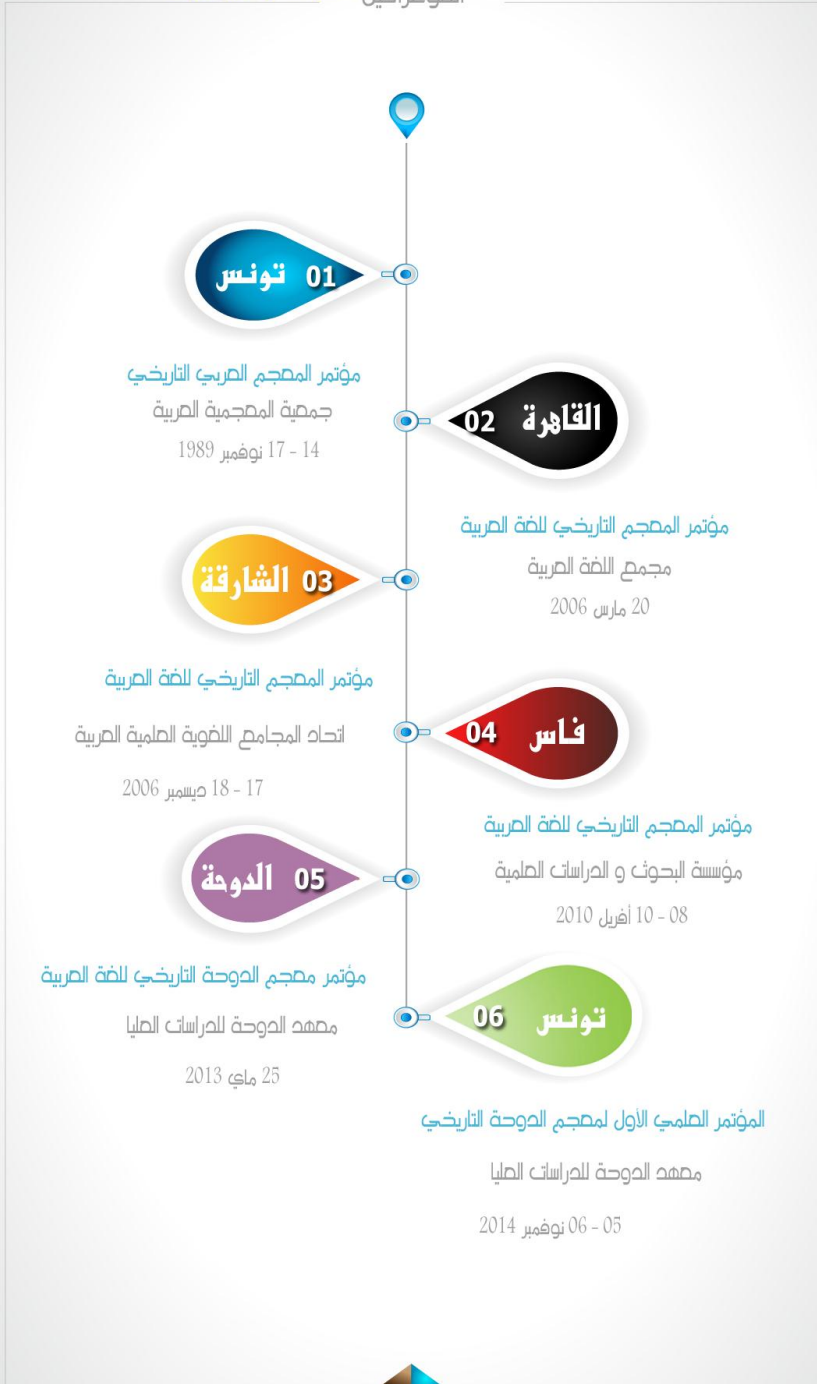 01 تونس
مؤتمر المعجم العربي التاريخي
جمعية المعجمية العربية
14 - 17 نوفمبر 1989
02 القاهرة
مؤتمر المعجم التاريخي للغة العربية
مجمع اللغة العربية
20 مارس 2006
03 الشارقة
مؤتمر المعجم التاريخي للغة العربية
اتحاد المجامع اللغوية العلمية العربية
17 - 18 ديسمبر 2006
04 فاس
مؤتمر المعجم التاريخي للغة العربية
مؤسسة البحوث و الدراسات العلمية
08 - 10 أفريل 2010
05 الدوحة
مؤتمر معجم الدوحة التاريخي للغة العربية
معهد الدوحة للدراسات العليا
25 ماي 2013
06 تونس
المؤتمر العلمي الأول لمعجم الدوحة التاريخي
معهد الدوحة للدراسات العليا
05 - 06 نوفمبر 2014